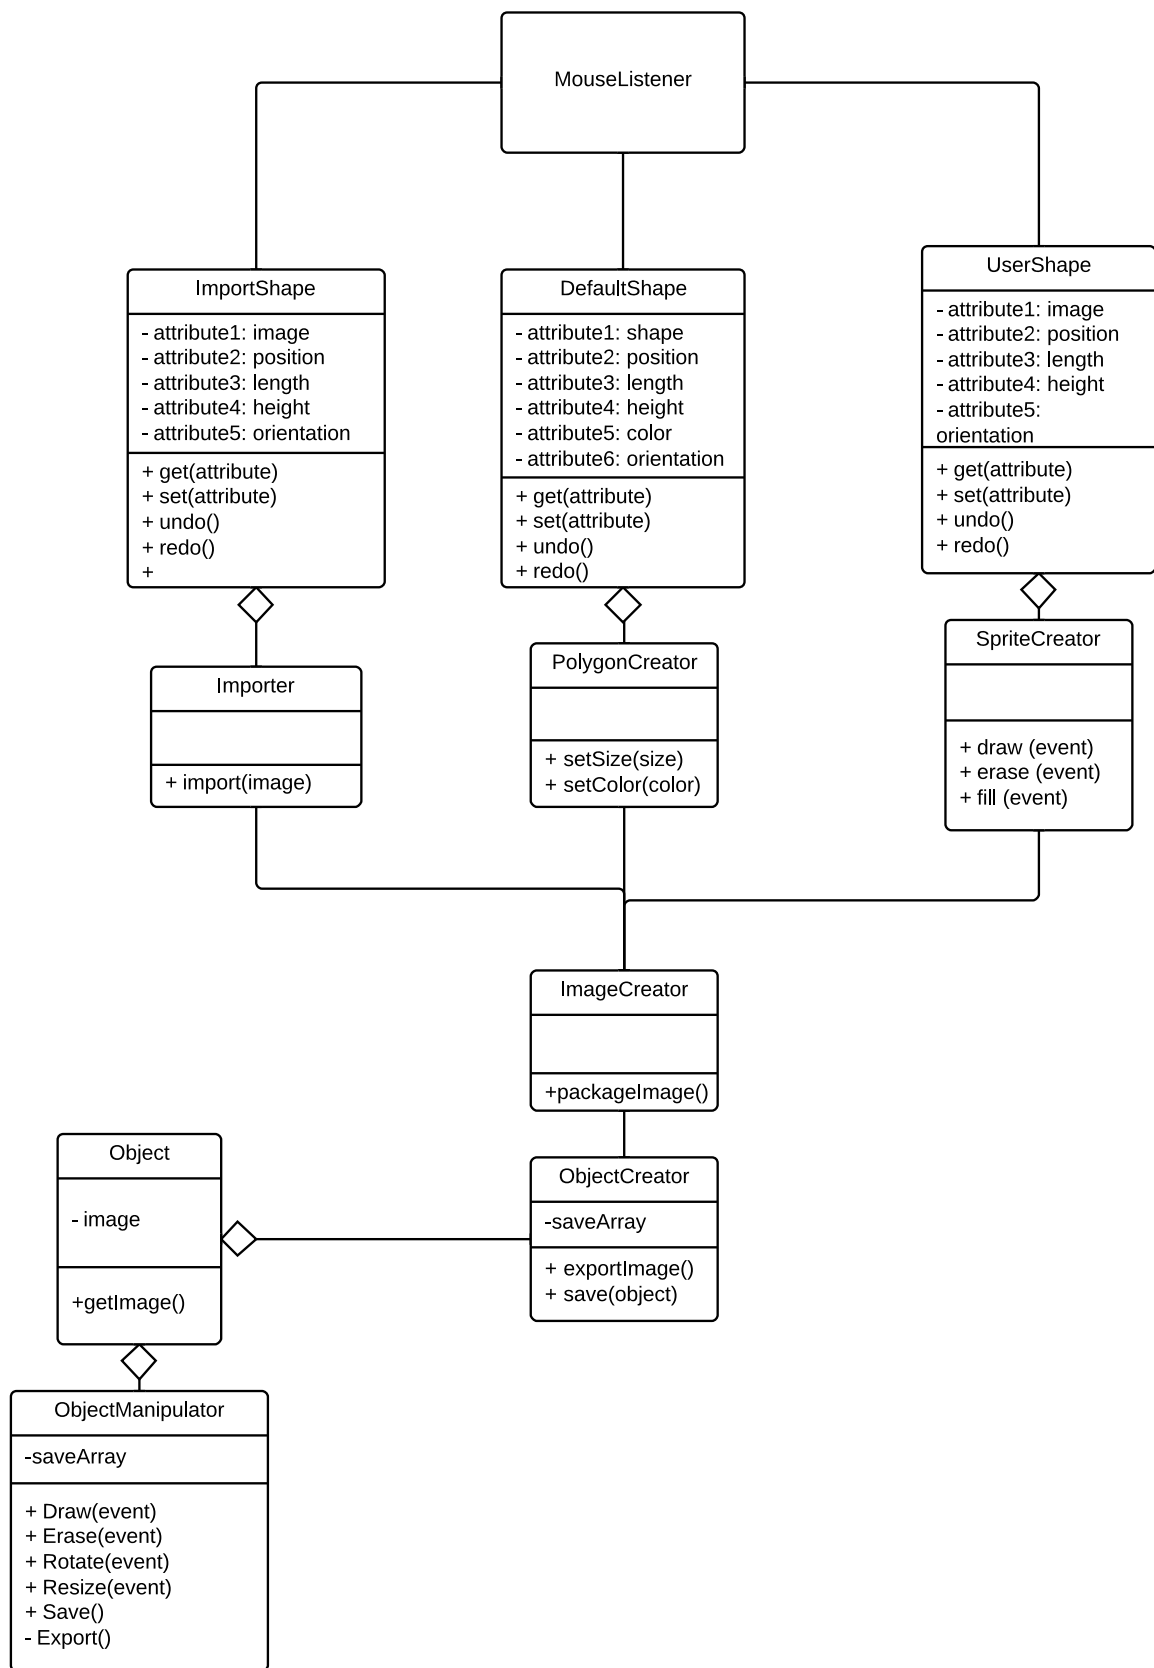 MouseListener
ImportShape
- attribute1: image
- attribute2: position
- attribute3: length
- attribute4: height
- attribute5: orientation
+ get(attribute)
+ set(attribute)
+ undo()
+ redo()
+
DefaultShape
- attribute1: shape
- attribute2: position
- attribute3: length
- attribute4: height
- attribute5: color
- attribute6: orientation
+ get(attribute)
+ set(attribute)
+ undo()
+ redo()
UserShape
- attribute1: image
- attribute2: position
- attribute3: length
- attribute4: height
- attribute5:
orientation
+ get(attribute)
+ set(attribute)
+ undo()
+ redo()
Importer
+ import(image)
PolygonCreator
+ setSize(size)
+ setColor(color)
SpriteCreator
+ draw (event)
+ erase (event)
+ fill (event)
ImageCreator
+packageImage()
Object
- image
+getImage()
ObjectCreator
-saveArray
+ exportImage()
+ save(object)
ObjectManipulator
-saveArray
+ Draw(event)
+ Erase(event)
+ Rotate(event)
+ Resize(event)
+ Save()
- Export()